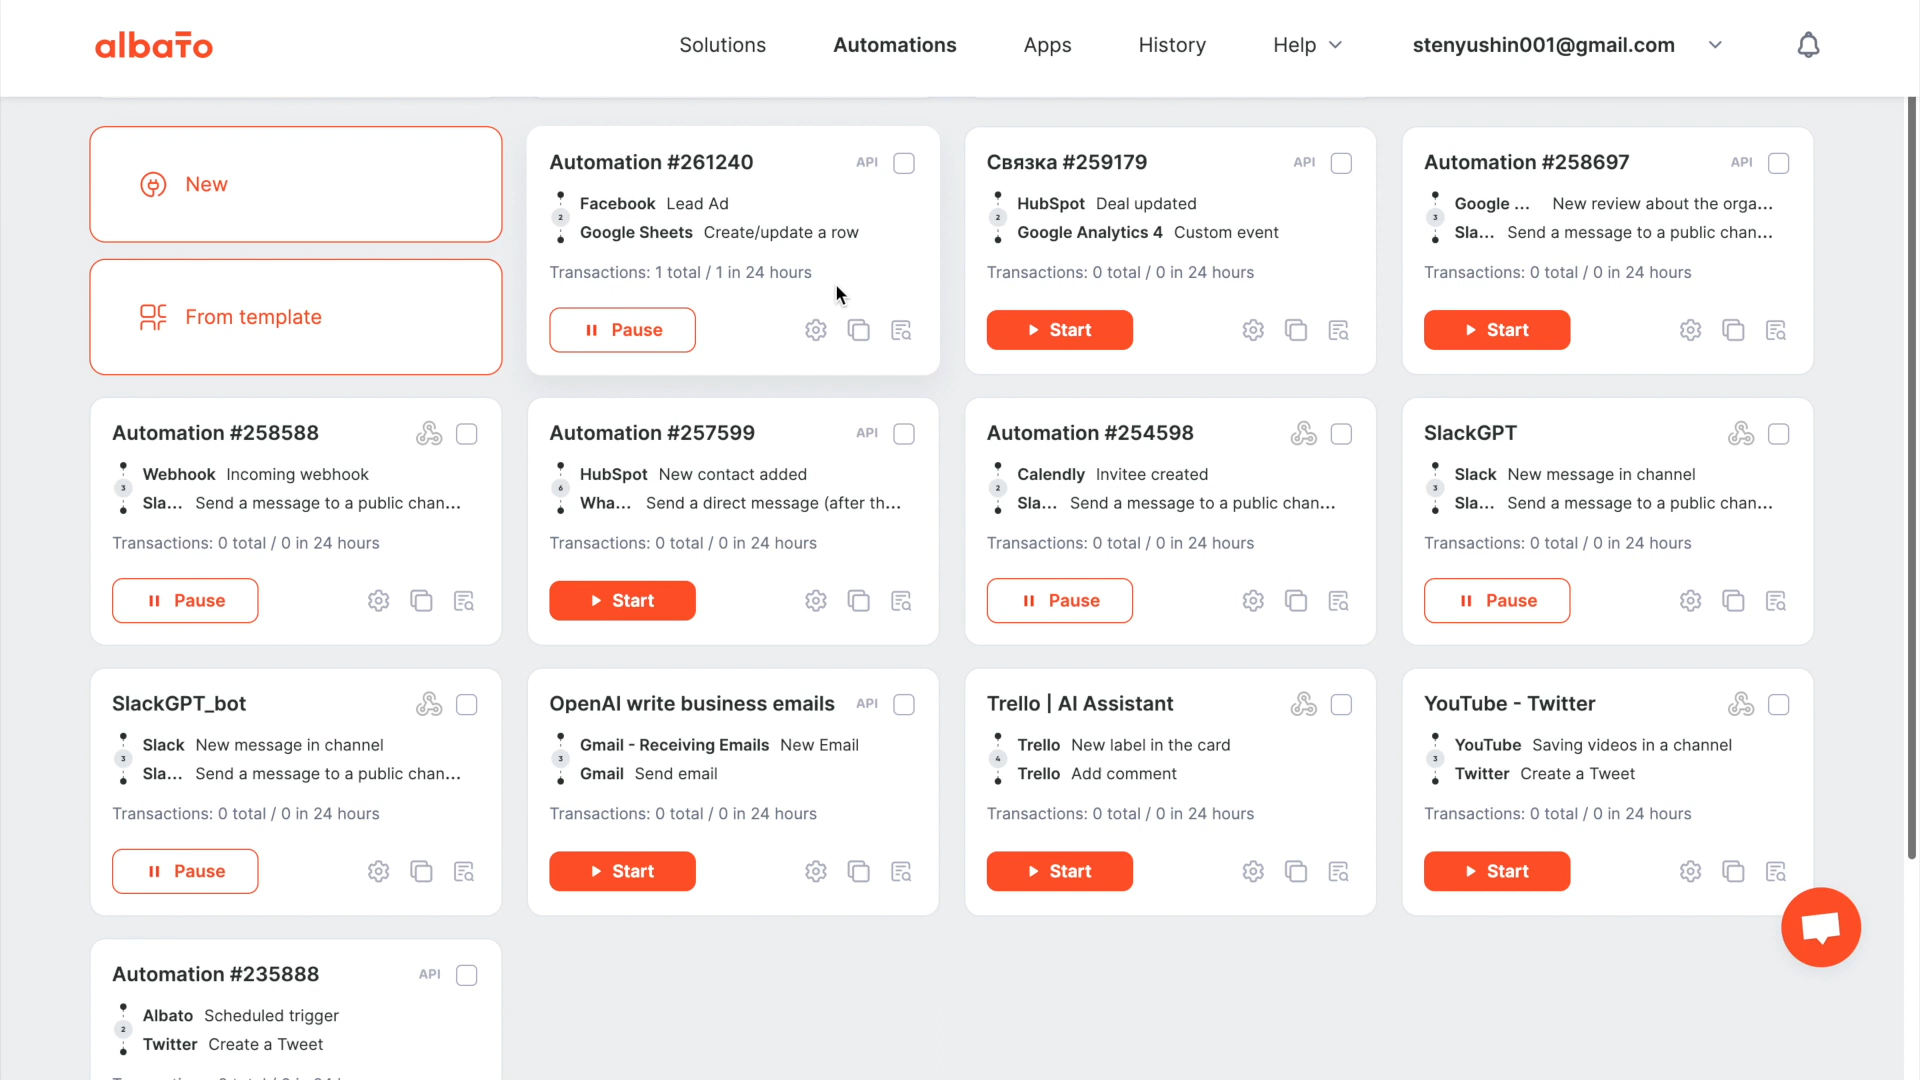 albato
Solutions
Automations
Apps
History
Help
stenyushin001@gmail.com
New
From template
Automation #261240
API
Facebook Lead Ad
2
Google Sheets Create/update a row
Transactions: 1 total / 1 in 24 hours
Pause
Связка #259179
API
HubSpot Deal updated
2
Google Analytics 4 Custom event
Transactions: 0 total / 0 in 24 hours
Start
Automation #258697
API
Google ... New review about the orga...
3
Sla... Send a message to a public chan...
Transactions: 0 total / 0 in 24 hours
Start
Automation #258588
Webhook Incoming webhook
3
Sla... Send a message to a public chan...
Transactions: 0 total / 0 in 24 hours
Pause
Automation #257599
API
HubSpot New contact added
6
Wha... Send a direct message (after th...
Transactions: 0 total / 0 in 24 hours
Start
Automation #254598
Calendly Invitee created
2
Sla... Send a message to a public chan...
Transactions: 0 total / 0 in 24 hours
Pause
SlackGPT
Slack New message in channel
3
Sla... Send a message to a public chan...
Transactions: 0 total / 0 in 24 hours
Pause
SlackGPT_bot
Slack New message in channel
3
Sla... Send a message to a public chan...
Transactions: 0 total / 0 in 24 hours
Pause
OpenAI write business emails
API
Gmail - Receiving Emails New Email
3
Gmail Send email
Transactions: 0 total / 0 in 24 hours
Start
Trello | AI Assistant
Trello New label in the card
4
Trello Add comment
Transactions: 0 total / 0 in 24 hours
Start
YouTube - Twitter
YouTube Saving videos in a channel
3
Twitter Create a Tweet
Transactions: 0 total / 0 in 24 hours
Start
Automation #235888
API
Albato Scheduled trigger
2
Twitter Create a Tweet